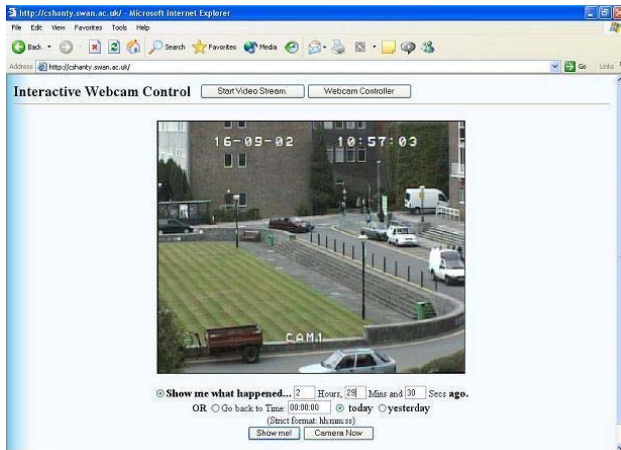 http://cshanty.swan.ac.uk/ - Microsoft Internet Explorer
File Edit View Favorites Tools Help
Back Search Favorites Media
Address http://cshanty.swan.ac.uk/ Go Links
Interactive Webcam Control Start Video Stream Webcam Controller
16-09-02 10:57:03
CAM1
Show me what happened... 2 Hours, 29 Mins and 30 Secs ago.
OR Go back to Time: 00:00:00 today yesterday
(Strict format: hh:mm:ss)
Show me! Camera Now